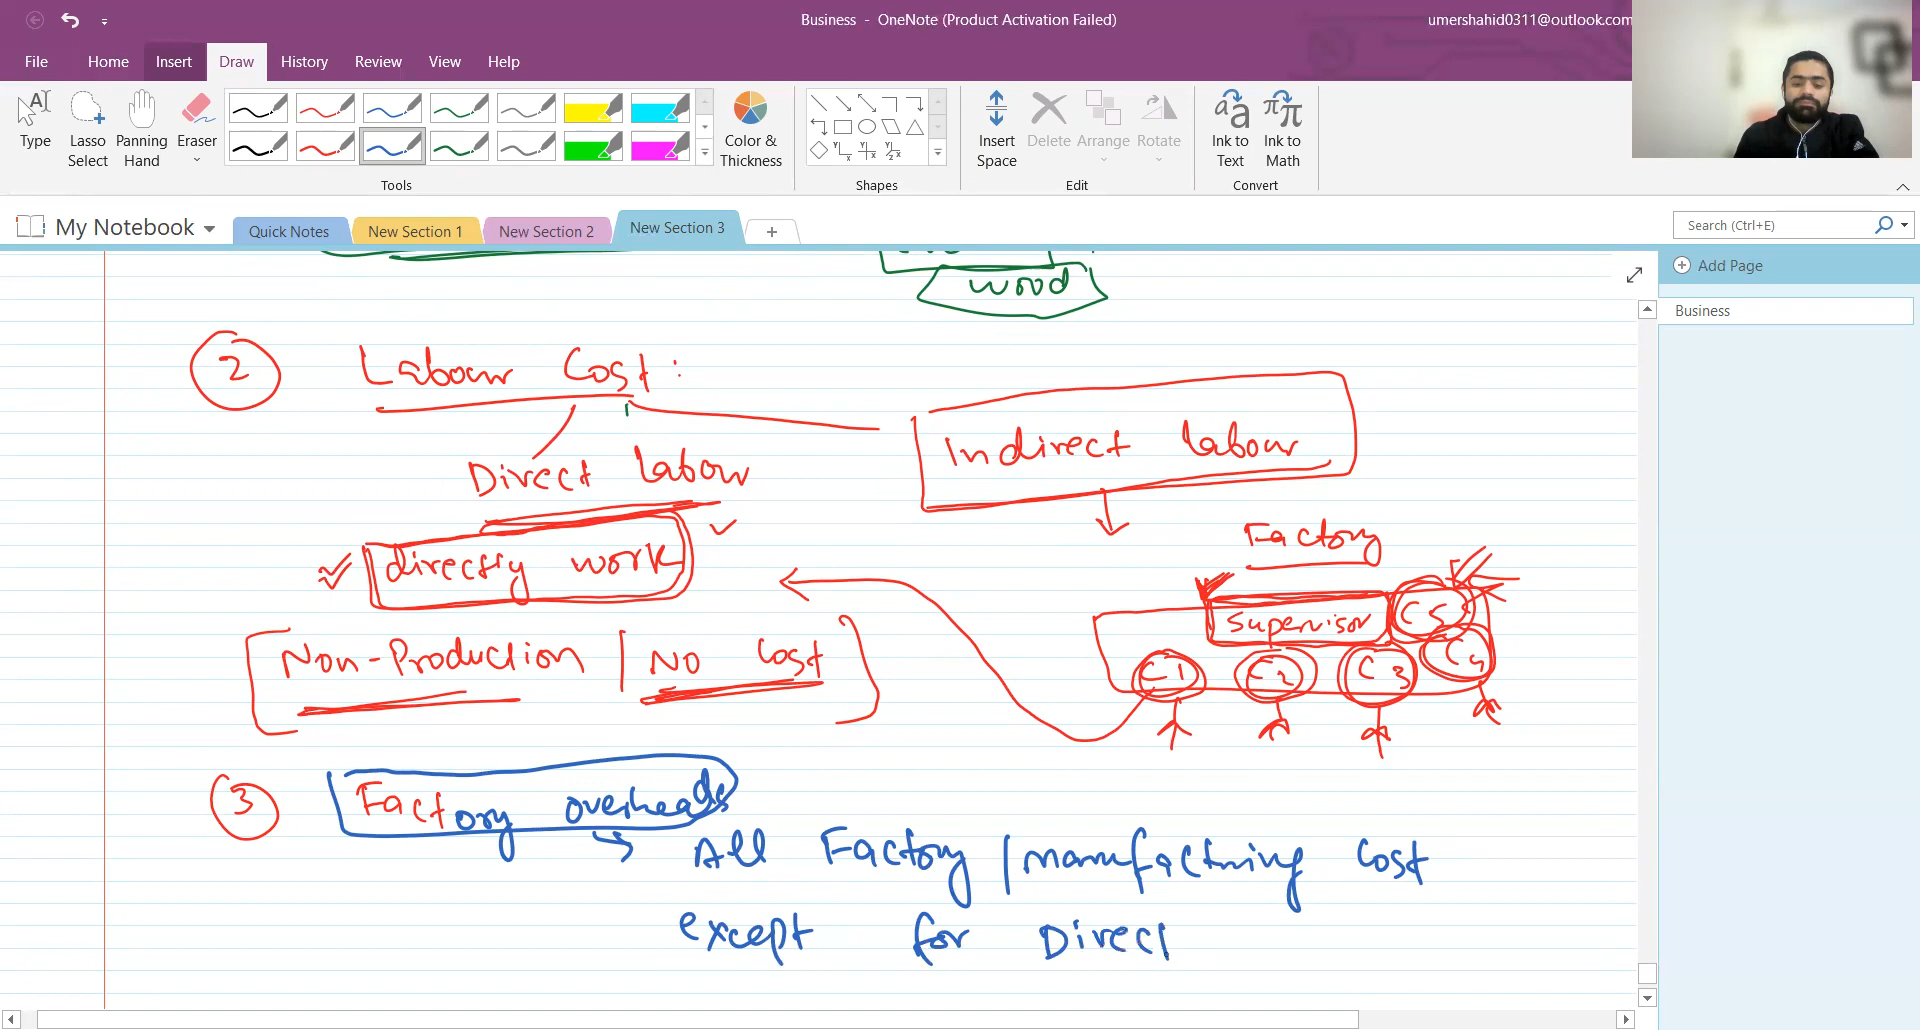 Business - OneNote (Product Activation Failed)
umershahid0311@outlook.com
File Home Insert Draw History Review View Help
Type
Lasso Select
Panning Hand
Eraser
Color & Thickness
Insert Space
Delete
Arrange
Rotate
Ink to Text
Ink to Math
Tools
Shapes
Edit
Convert
My Notebook
Quick Notes
New Section 1
New Section 2
New Section 3
Search (Ctrl+E)
Add Page
Business
wood
2 Labour Cost:
Indirect labour
Direct labour
Factory
directly work
Supervisor C5
C1 C2 C3 C4
Non-Production | No Cost
3 Factory overheads
All Factory | manufacturing Cost
except for Direct